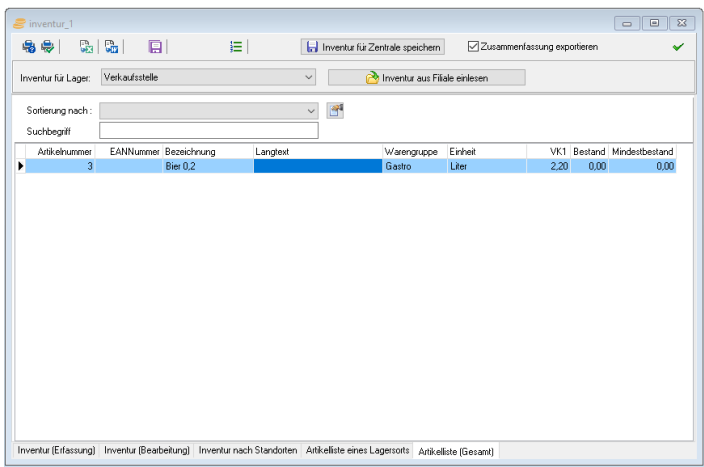 inventur_1
Inventur für Zentrale speichern Zusammenfassung exportieren
Inventur für Lager: Verkaufsstelle Inventur aus Filiale einlesen
Sortierung nach :
Suchbegriff
Artikelnummer EANNummer Bezeichnung Langtext Warengruppe Einheit VK1 Bestand Mindestbestand
3 Bier 0,2 Gastro Liter 2,20 0,00 0,00
Inventur (Erfassung) Inventur (Bearbeitung) Inventur nach Standorten Artikelliste eines Lagerorts Artikelliste (Gesamt)